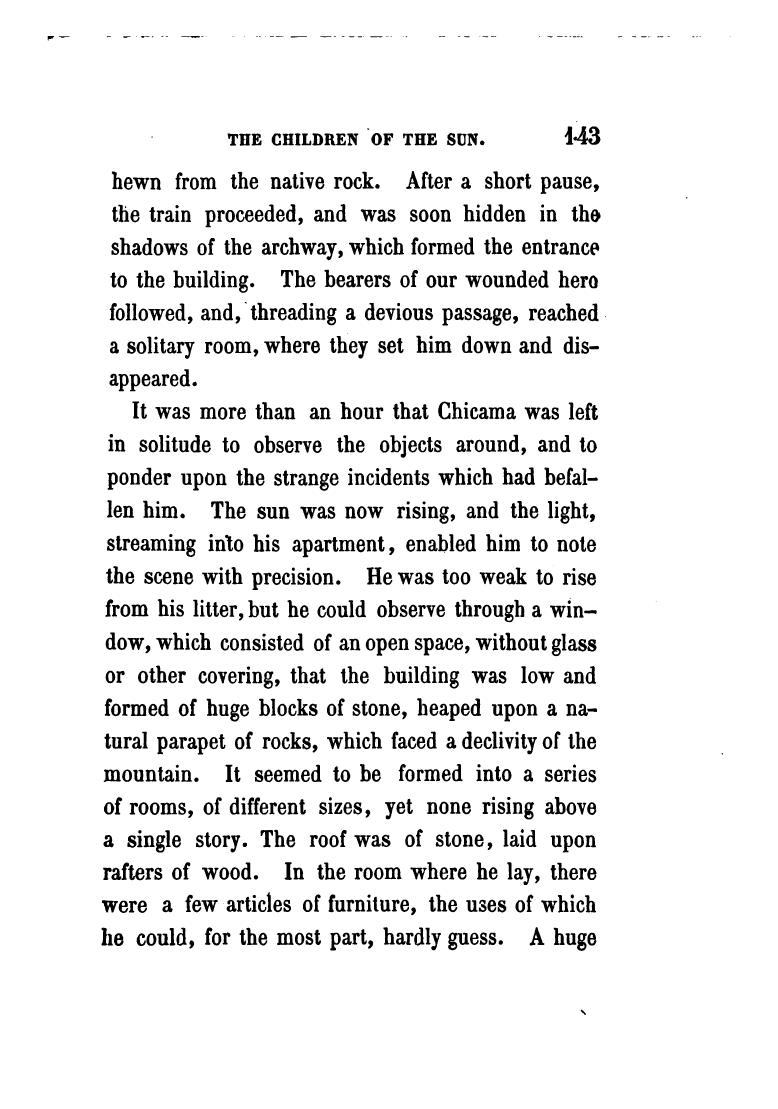 THE CHILDREN OF THE SUN. 143
hewn from the native rock. After a short pause,
the train proceeded, and was soon hidden in the
shadows of the archway, which formed the entrance
to the building. The bearers of our wounded hero
followed, and, threading a devious passage, reached
a solitary room, where they set him down and dis-
appeared.
It was more than an hour that Chicama was left
in solitude to observe the objects around, and to
ponder upon the strange incidents which had befal-
len him. The sun was now rising, and the light,
streaming into his apartment, enabled him to note
the scene with precision. He was too weak to rise
from his litter, but he could observe through a win-
dow, which consisted of an open space, without glass
or other covering, that the building was low and
formed of huge blocks of stone, heaped upon a na-
tural parapet of rocks, which faced a declivity of the
mountain. It seemed to be formed into a series
of rooms, of different sizes, yet none rising above
a single story. The roof was of stone, laid upon
rafters of wood. In the room where he lay, there
were a few articles of furniture, the uses of which
he could, for the most part, hardly guess. A huge